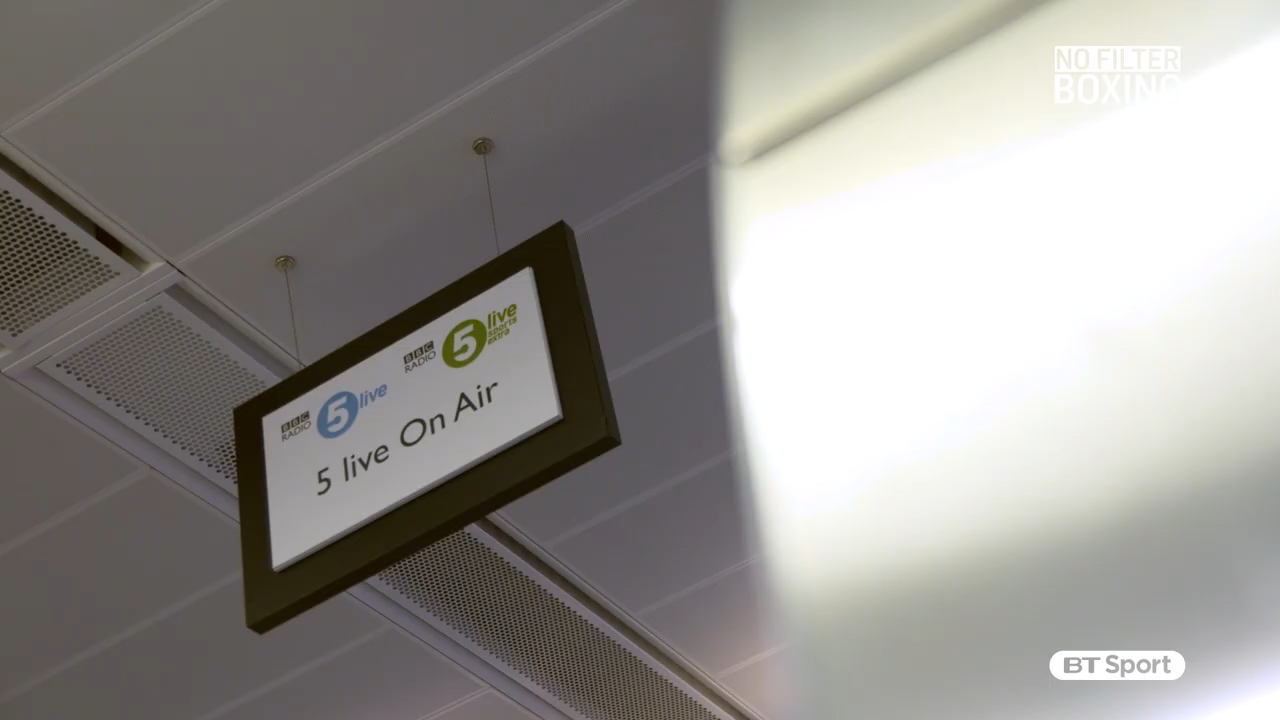 NO FILTER
BOXING
BBC RADIO 5 live
BBC RADIO 5 live sports extra
5 live On Air
BT Sport